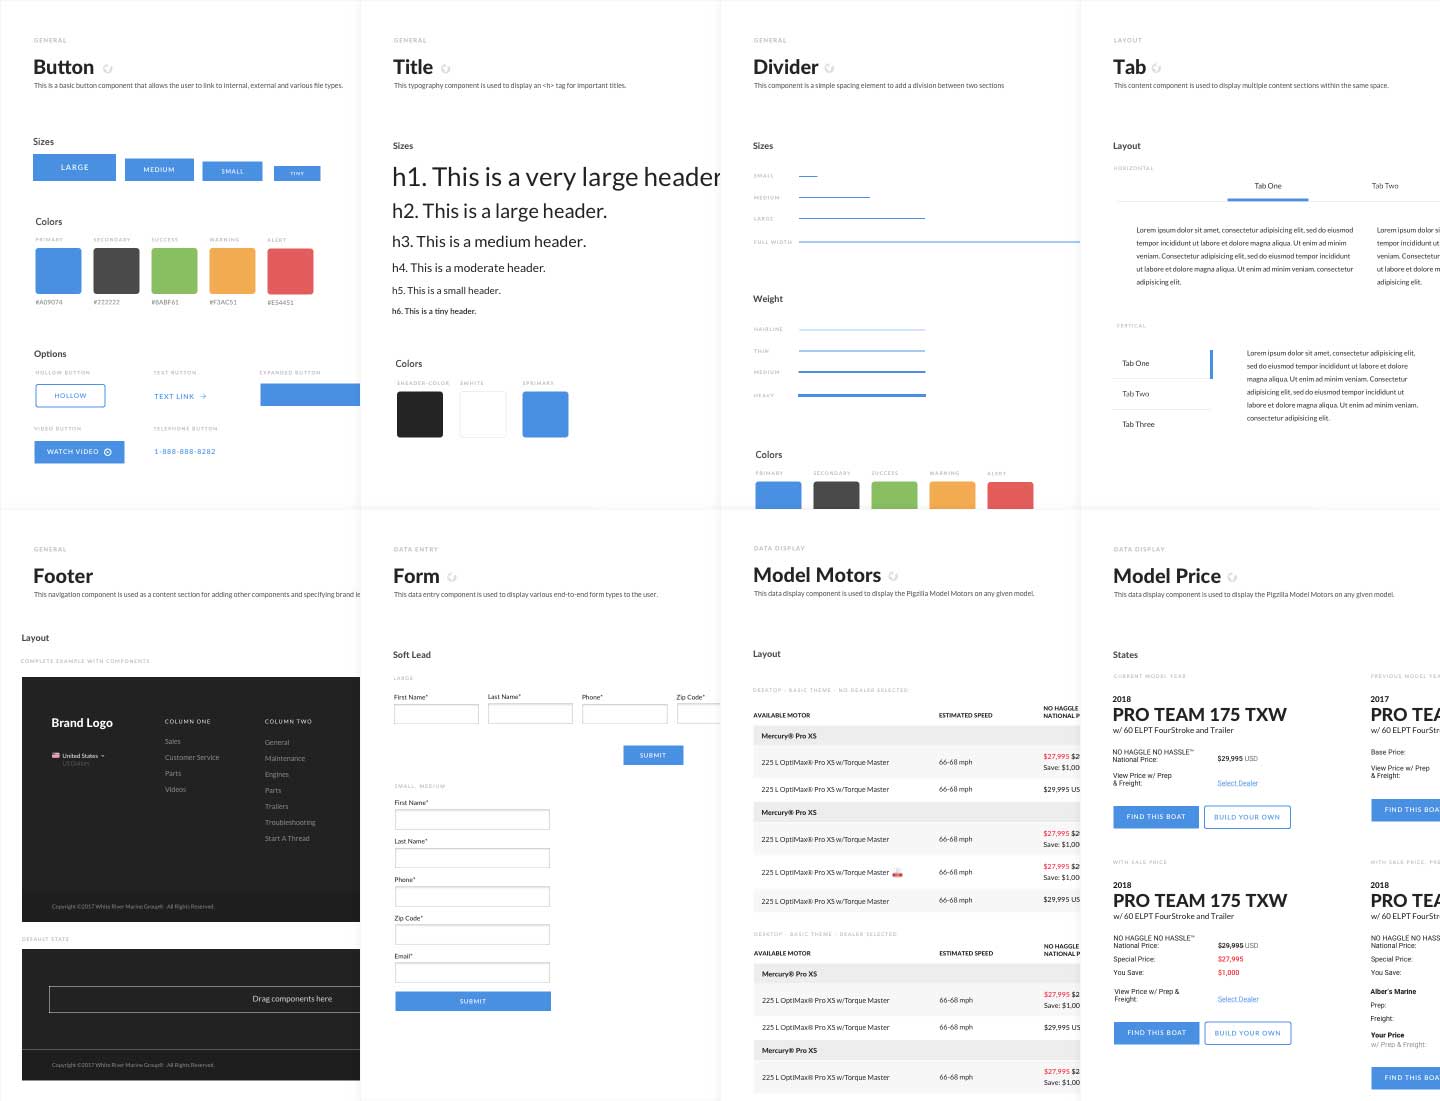 GENERAL
Button
This is a basic button component that allows the user to link to internal, external and various file types.
Sizes
LARGE
MEDIUM
SMALL
TINY
Colors
PRIMARY
SECONDARY
SUCCESS
WARNING
ALERT
#A09074
#222222
#8ABF61
#F3AC51
#E54451
Options
HOLLOW BUTTON
TEXT BUTTON
EXPANDED BUTTON
HOLLOW
TEXT LINK →
VIDEO BUTTON
TELEPHONE BUTTON
WATCH VIDEO
1-888-888-8282
GENERAL
Title
This typography component is used to display an <h> tag for important titles.
Sizes
h1. This is a very large header
h2. This is a large header.
h3. This is a medium header.
h4. This is a moderate header.
h5. This is a small header.
h6. This is a tiny header.
Colors
$HEADER-COLOR
$WHITE
$PRIMARY
GENERAL
Divider
This component is a simple spacing element to add a division between two sections
Sizes
SMALL
MEDIUM
LARGE
FULL WIDTH
Weight
HAIRLINE
THIN
MEDIUM
HEAVY
Colors
PRIMARY
SECONDARY
SUCCESS
WARNING
ALERT
LAYOUT
Tab
This content component is used to display multiple content sections within the same space.
Layout
HORIZONTAL
Tab One
Tab Two
Lorem ipsum dolor sit amet, consectetur adipisicing elit, sed do eiusmod
tempor incididunt ut labore et dolore magna aliqua. Ut enim ad minim
veniam. Consectetur adipisicing elit, sed do eiusmod tempor incididunt
ut labore et dolore magna aliqua. Ut enim ad minim veniam, consectetur
adipisicing elit.
Lorem ipsum dolor si
tempor incididunt ut
veniam. Consectetur
ut labore et dolore m
adipisicing elit.
VERTICAL
Tab One
Tab Two
Tab Three
Lorem ipsum dolor sit amet, consectetur adipisicing elit,
sed do eiusmod tempor incididunt ut labore et dolore
magna aliqua. Ut enim ad minim veniam. Consectetur
adipisicing elit, sed do eiusmod tempor incididunt ut
labore et dolore magna aliqua. Ut enim ad minim veniam,
consectetur adipisicing elit.
GENERAL
Footer
This navigation component is used as a content section for adding other components and specifying brand le
Layout
COMPLETE EXAMPLE WITH COMPONENTS
Brand Logo
United States
US Dollars
COLUMN ONE
Sales
Customer Service
Parts
Videos
COLUMN TWO
General
Maintenance
Engines
Parts
Trailers
Troubleshooting
Start A Thread
Copyright ©2017 White River Marine Group® . All Rights Reserved.
DEFAULT STATE
Drag components here
Copyright ©2017 White River Marine Group® . All Rights Reserved.
DATA ENTRY
Form
This data entry component is used to display various end-to-end form types to the user.
Soft Lead
LARGE
First Name*
Last Name*
Phone*
Zip Code*
SUBMIT
SMALL, MEDIUM
First Name*
Last Name*
Phone*
Zip Code*
Email*
SUBMIT
DATA DISPLAY
Model Motors
This data display component is used to display the Pigzilla Model Motors on any given model.
Layout
DESKTOP - BASIC THEME - NO DEALER SELECTED:
AVAILABLE MOTOR
ESTIMATED SPEED
NO HAGGLE
NATIONAL P
Mercury® Pro XS
225 L OptiMax® Pro XS w/Torque Master
66-68 mph
$27,995 $2
Save: $1,00
225 L OptiMax® Pro XS w/Torque Master
66-68 mph
$29,995 US
Mercury® Pro XS
225 L OptiMax® Pro XS w/Torque Master
66-68 mph
$27,995 $2
Save: $1,00
225 L OptiMax® Pro XS w/Torque Master
66-68 mph
$27,995 $2
Save: $1,00
225 L OptiMax® Pro XS w/Torque Master
66-68 mph
$29,995 US
DESKTOP - BASIC THEME - DEALER SELECTED:
AVAILABLE MOTOR
ESTIMATED SPEED
NO HAGGLE
NATIONAL P
Mercury® Pro XS
225 L OptiMax® Pro XS w/Torque Master
66-68 mph
$27,995 $2
Save: $1,00
225 L OptiMax® Pro XS w/Torque Master
66-68 mph
$29,995 US
Mercury® Pro XS
225 L OptiMax® Pro XS w/Torque Master
66-68 mph
$27,995 $2
Save: $1,00
DATA DISPLAY
Model Price
This data display component is used to display the Pigzilla Model Motors on any given model.
States
CURRENT MODEL YEAR
2018
PRO TEAM 175 TXW
w/ 60 ELPT FourStroke and Trailer
NO HAGGLE NO HASSLE™
National Price:
$29,995 USD
View Price w/ Prep
& Freight:
Select Dealer
FIND THIS BOAT
BUILD YOUR OWN
PREVIOUS MODEL YEA
2017
PRO TEA
w/ 60 ELPT Four
Base Price:
View Price w/ Prep
& Freight:
FIND THIS BOA
WITH SALE PRICE
2018
PRO TEAM 175 TXW
w/ 60 ELPT FourStroke and Trailer
NO HAGGLE NO HASSLE™
National Price:
$29,995 USD
Special Price:
$27,995
You Save:
$1,000
View Price w/ Prep &
Freight:
Select Dealer
FIND THIS BOAT
BUILD YOUR OWN
WITH SALE PRICE, PRE
2018
PRO TEA
w/ 60 ELPT Four
NO HAGGLE NO HASS
National Price:
Special Price:
You Save:
Alber's Marine
Prep:
Freight:
Your Price
w/ Prep & Freight:
FIND THIS BOA